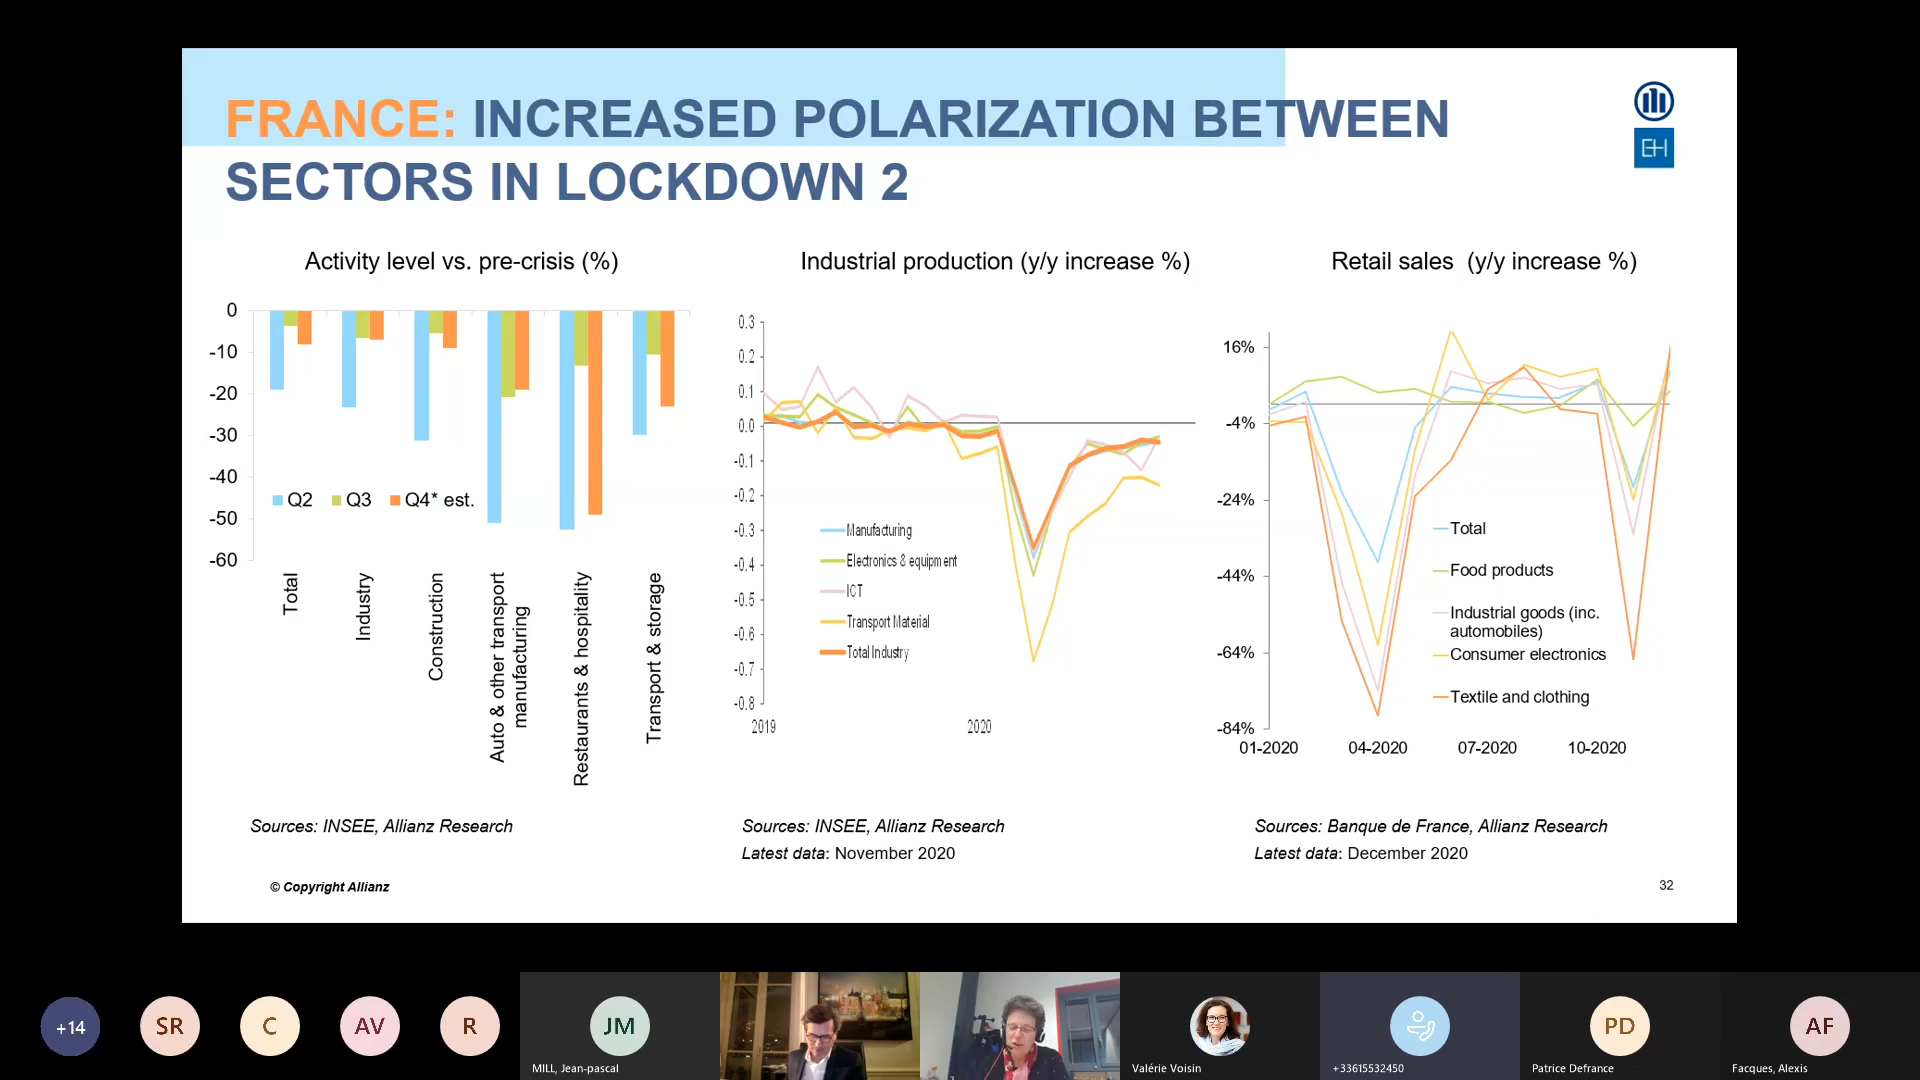 FRANCE: INCREASED POLARIZATION BETWEEN
SECTORS IN LOCKDOWN 2
EH
Activity level vs. pre-crisis (%)
0
-10
-20
-30
-40
-50
-60
Q2 Q3 Q4* est.
Total
Industry
Construction
Auto & other transport
manufacturing
Restaurants & hospitality
Transport & storage
Sources: INSEE, Allianz Research
Industrial production (y/y increase %)
0.3
0.2
0.1
0.0
-0.1
-0.2
-0.3
-0.4
-0.5
-0.6
-0.7
-0.8
Manufacturing
Electronics & equipment
ICT
Transport Material
Total Industry
2019 2020
Sources: INSEE, Allianz Research
Latest data: November 2020
Retail sales (y/y increase %)
16%
-4%
-24%
-44%
-64%
-84%
Total
Food products
Industrial goods (inc.
automobiles)
Consumer electronics
Textile and clothing
01-2020 04-2020 07-2020 10-2020
Sources: Banque de France, Allianz Research
Latest data: December 2020
© Copyright Allianz
32
+14
SR
C
AV
R
JM
MILL, Jean-pascal
Valérie Voisin
+33615532450
PD
Patrice Defrance
AF
Facques, Alexis